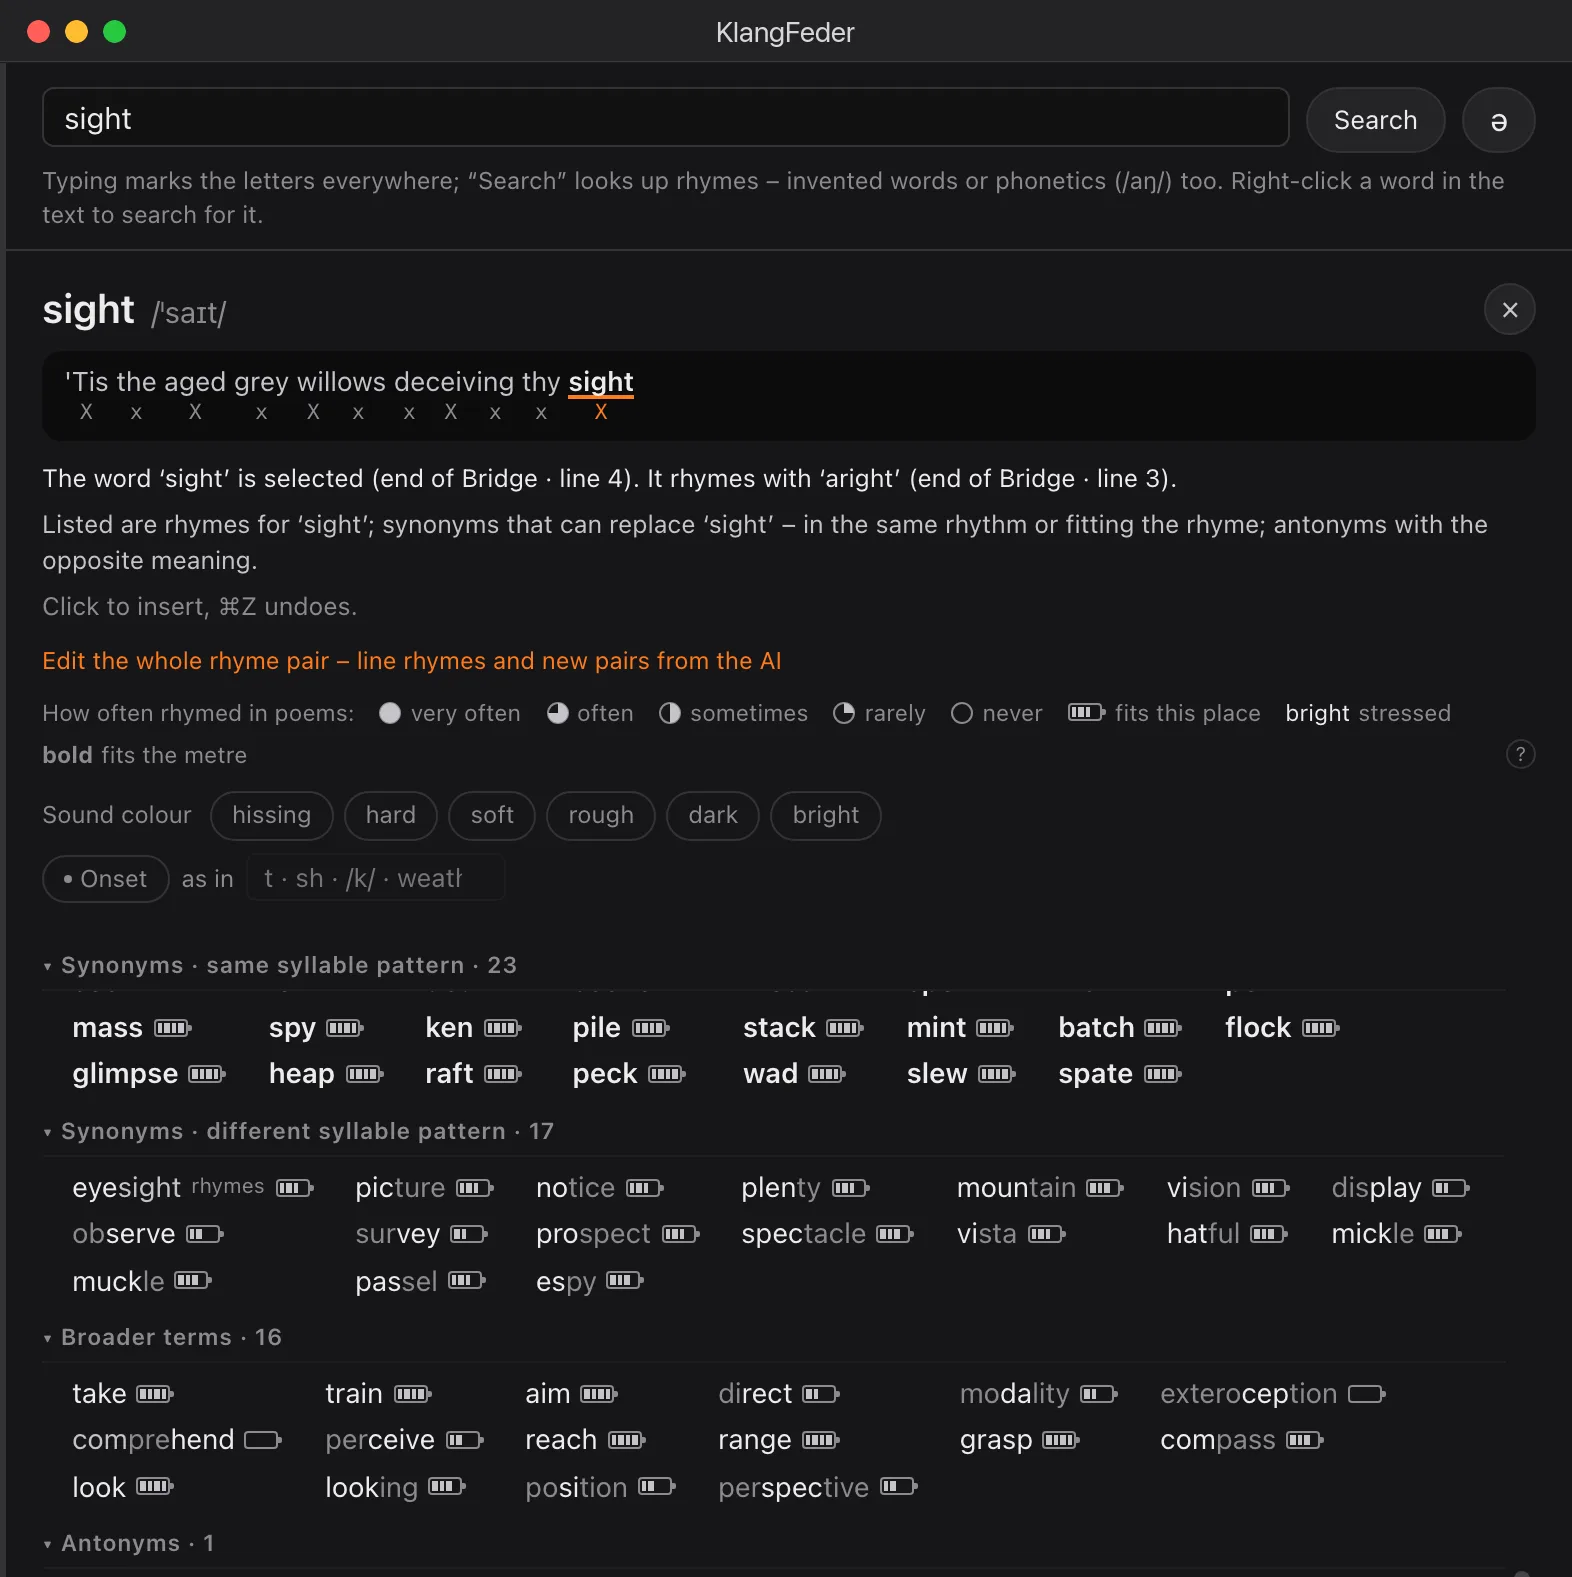 KlangFeder
sight
Search
ə
Typing marks the letters everywhere; “Search” looks up rhymes – invented words or phonetics (/aŋ/) too. Right-click a word in the
text to search for it.
sight /ˈsaɪt/
×
'Tis the aged grey willows deceiving thy sight
X x X x X x x X x x X
The word ‘sight’ is selected (end of Bridge · line 4). It rhymes with ‘aright’ (end of Bridge · line 3).
Listed are rhymes for ‘sight’; synonyms that can replace ‘sight’ – in the same rhythm or fitting the rhyme; antonyms with the
opposite meaning.
Click to insert, ⌘Z undoes.
Edit the whole rhyme pair – line rhymes and new pairs from the AI
How often rhymed in poems: very often often sometimes rarely never fits this place bright stressed
bold fits the metre
?
Sound colour hissing hard soft rough dark bright
• Onset as in t · sh · /k/ · weath
▾ Synonyms · same syllable pattern · 23
mass spy ken pile stack mint batch flock
glimpse heap raft peck wad slew spate
▾ Synonyms · different syllable pattern · 17
eyesight rhymes picture notice plenty mountain vision display
observe survey prospect spectacle vista hatful mickle
muckle passel espy
▾ Broader terms · 16
take train aim direct modality exteroception
comprehend perceive reach range grasp compass
look looking position perspective
▾ Antonyms · 1